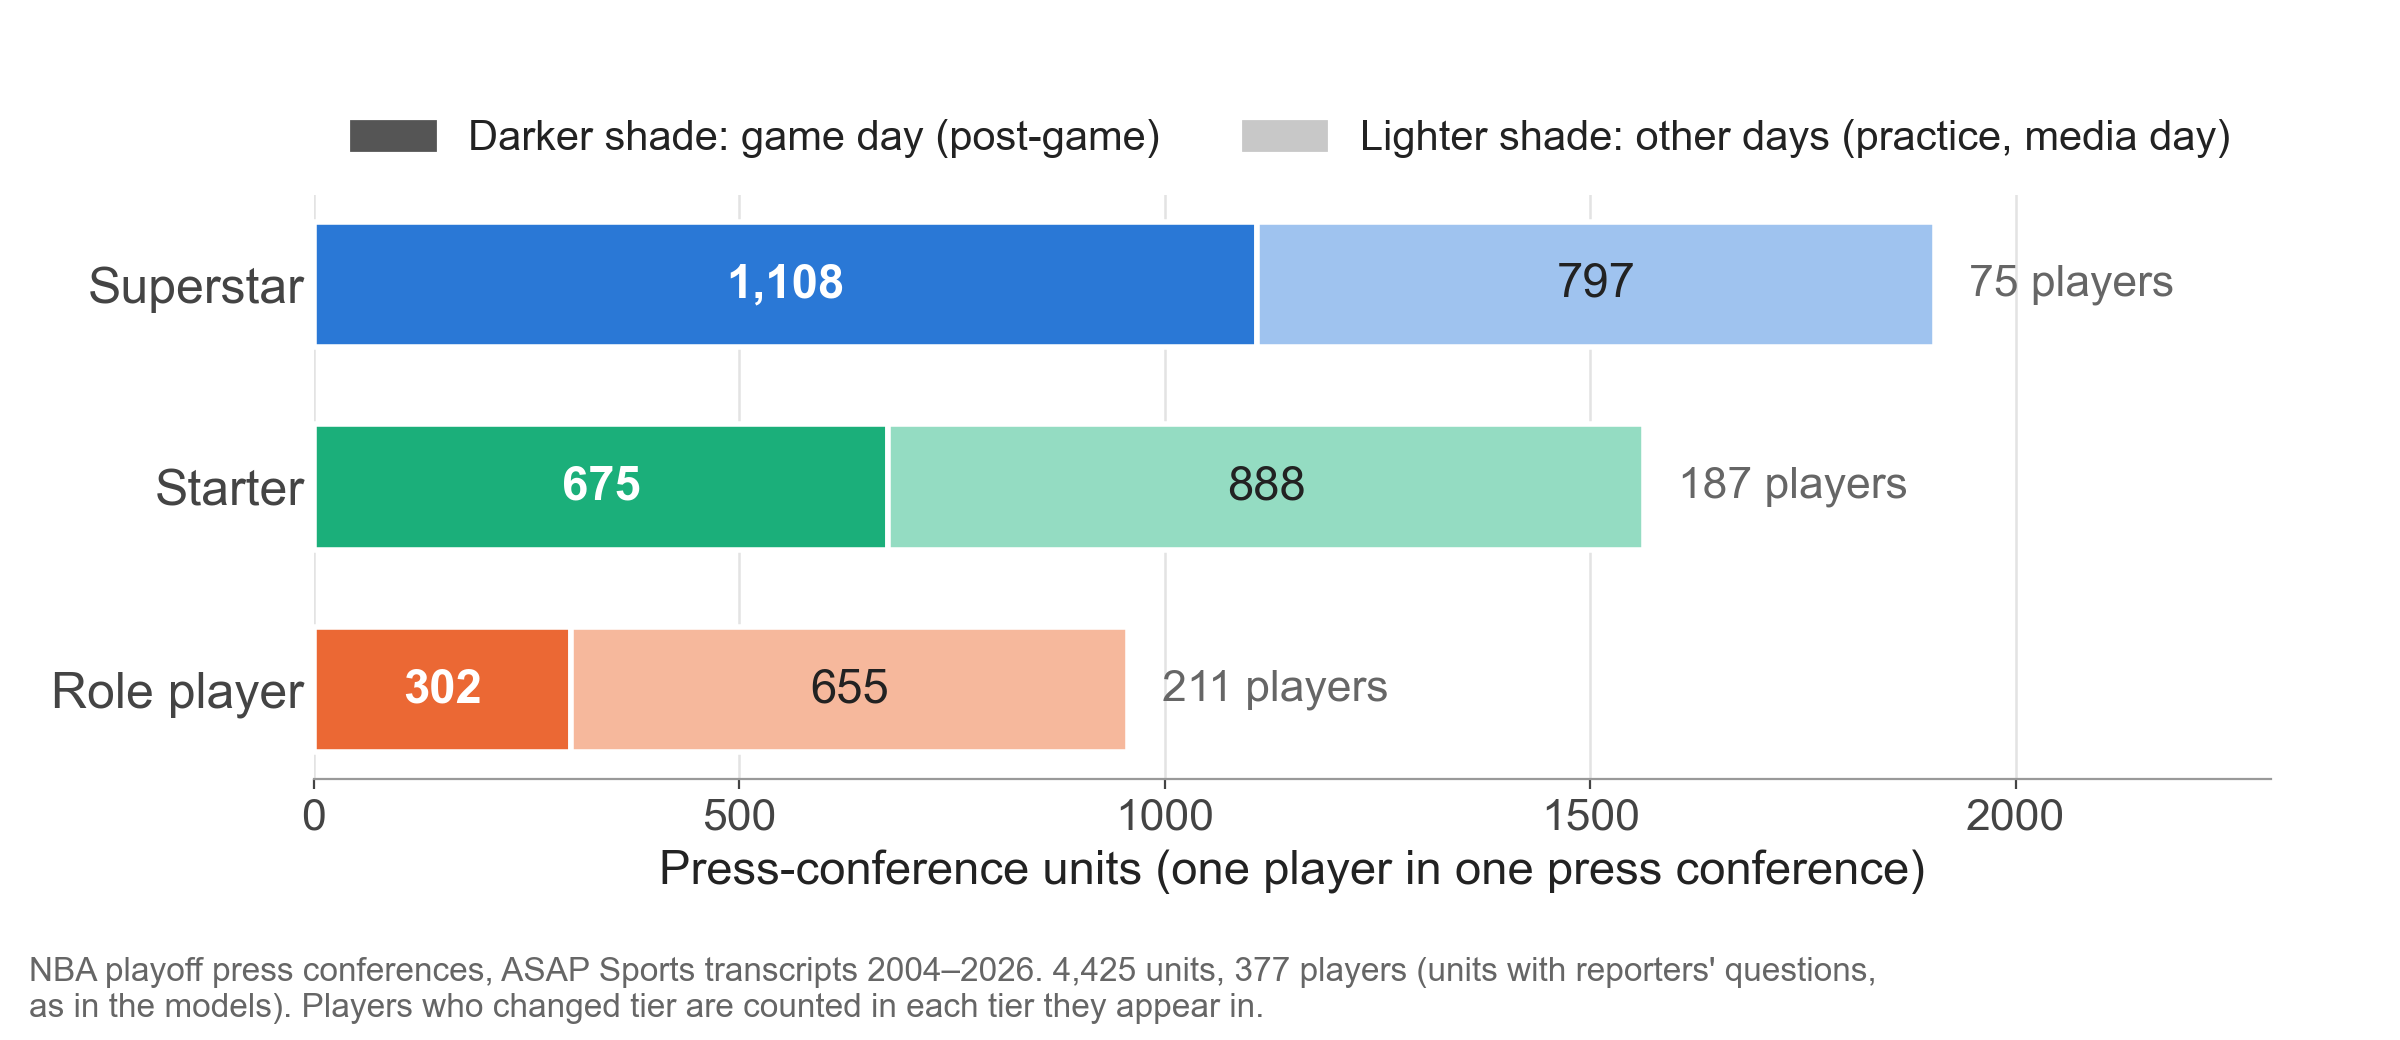 Darker shade: game day (post-game)
Lighter shade: other days (practice, media day)
Superstar
1,108
797
75 players
Starter
675
888
187 players
Role player
302
655
211 players
0
500
1000
1500
2000
Press-conference units (one player in one press conference)
NBA playoff press conferences, ASAP Sports transcripts 2004–2026. 4,425 units, 377 players (units with reporters' questions,
as in the models). Players who changed tier are counted in each tier they appear in.